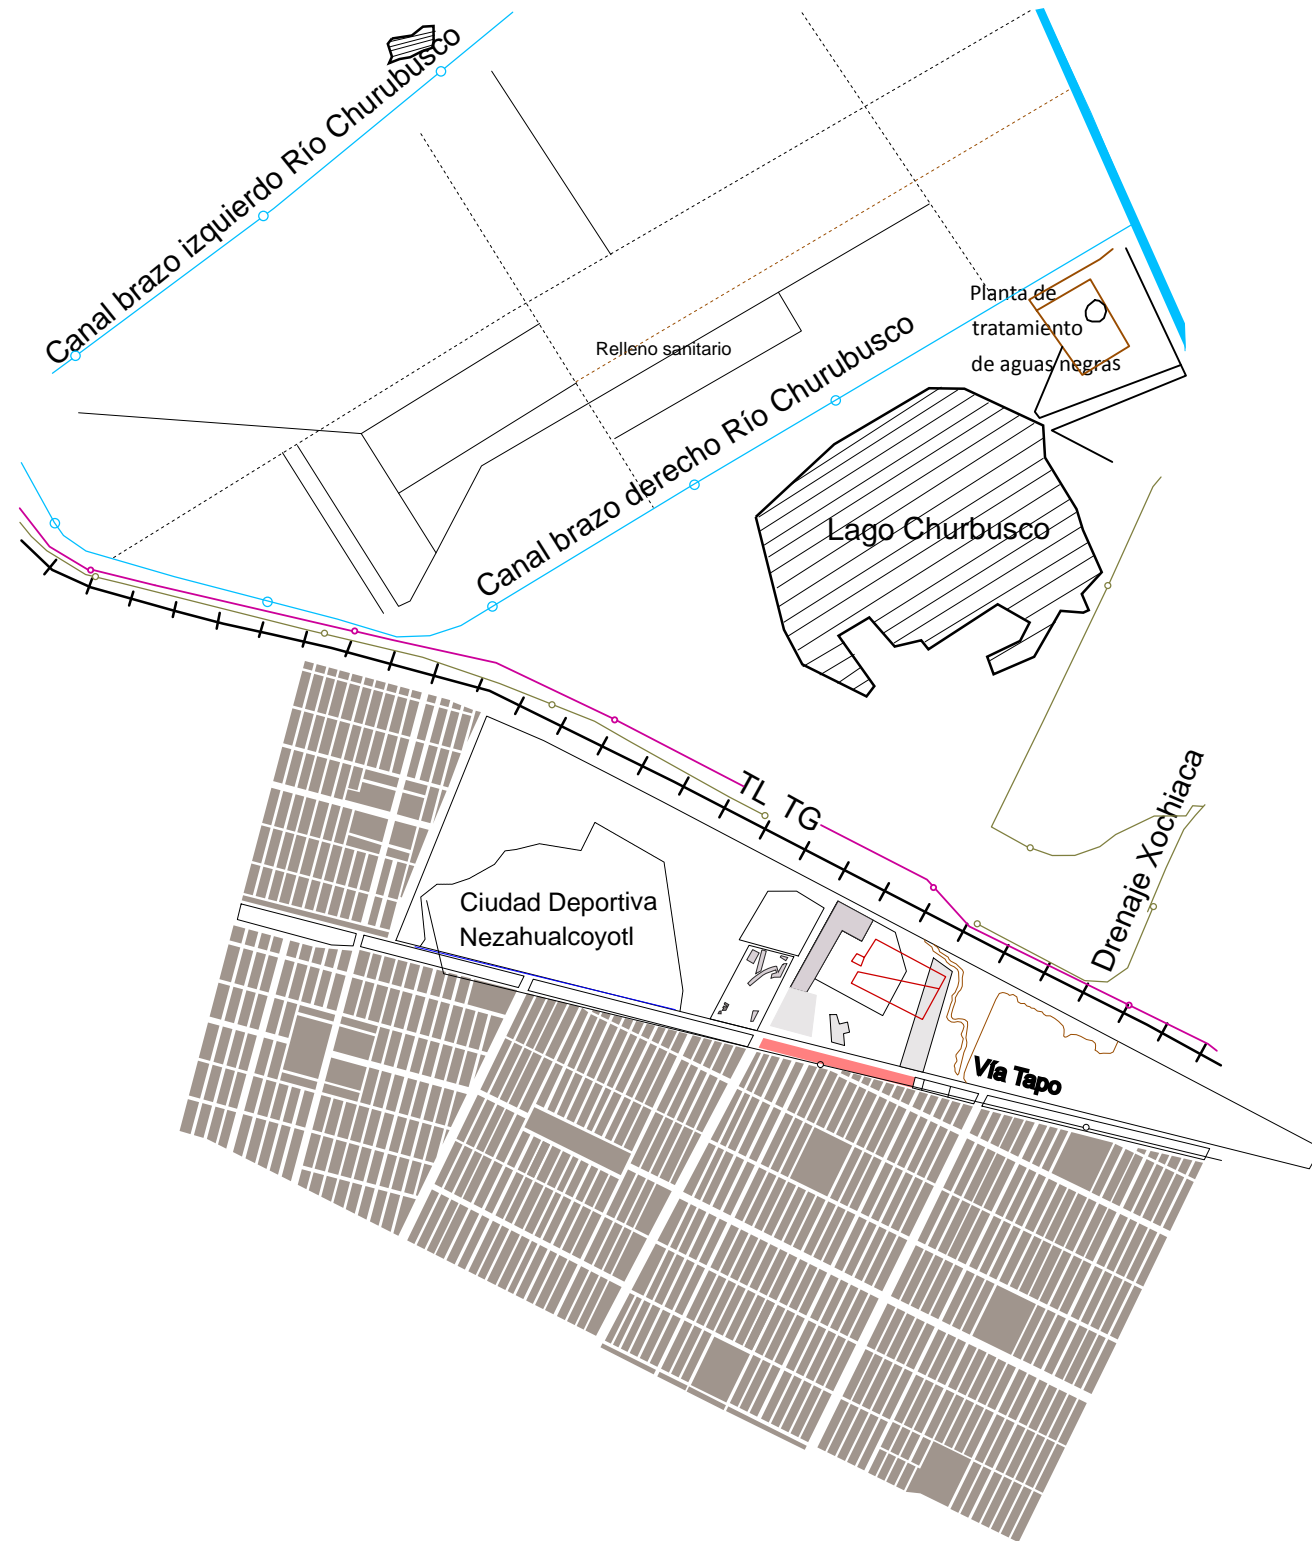 Canal brazo izquierdo Río Churubusco
Planta de
tratamiento
de aguas negras
Relleno sanitario
Canal brazo derecho Río Churubusco
Lago Churbusco
TL TG
Drenaje Xochiaca
Ciudad Deportiva
Nezahualcoyotl
Vía Tapo